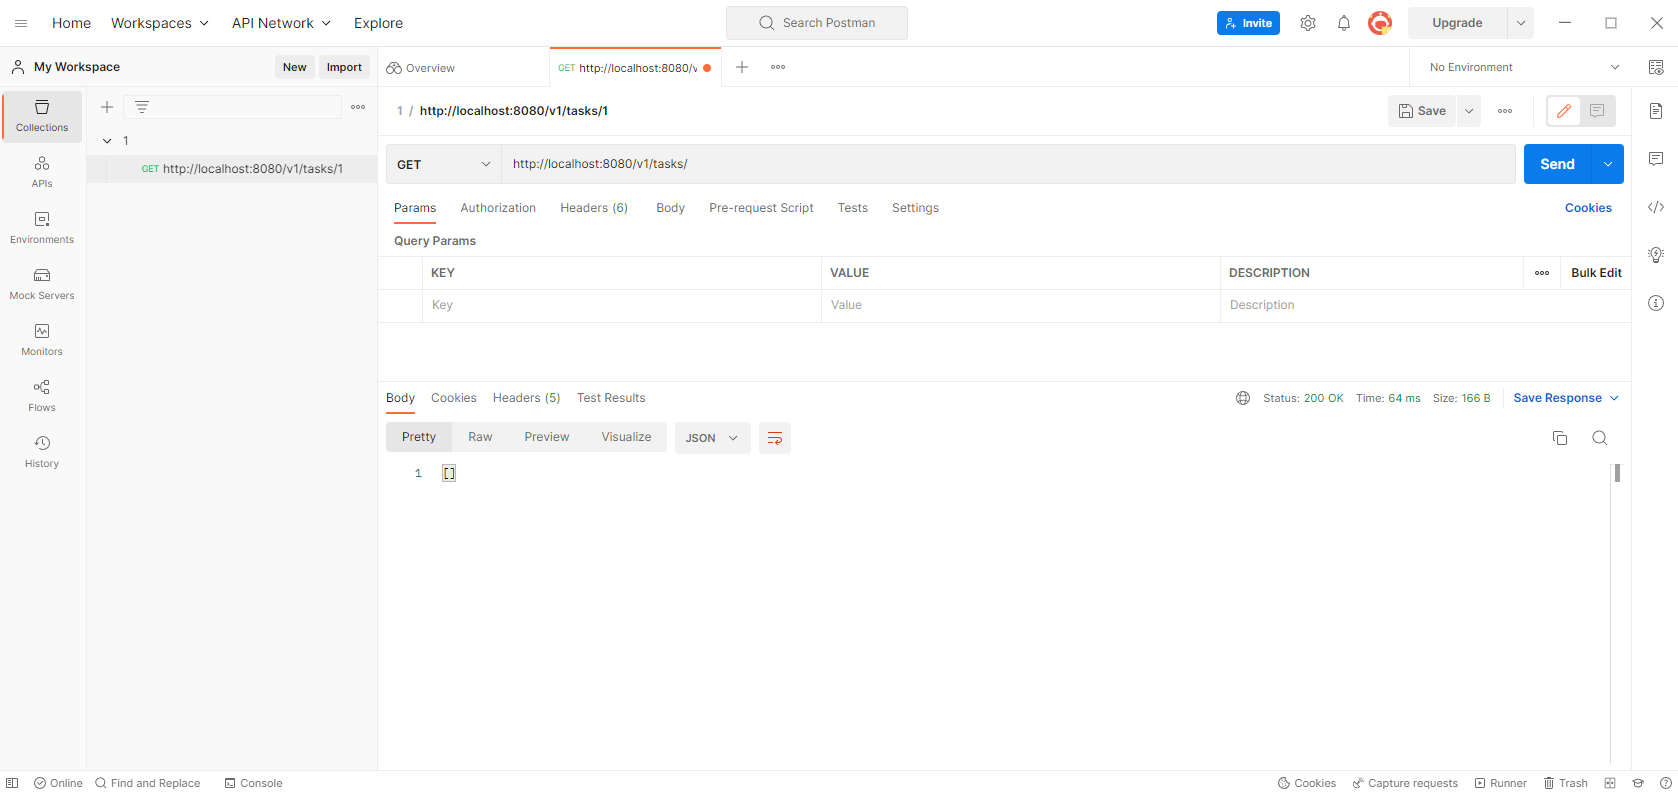 Home Workspaces API Network Explore Search Postman Invite Upgrade
My Workspace New Import Overview GET http://localhost:8080/v No Environment
Collections
APIs
Environments
Mock Servers
Monitors
Flows
History
1
GET http://localhost:8080/v1/tasks/1
1 / http://localhost:8080/v1/tasks/1 Save
GET http://localhost:8080/v1/tasks/ Send
Params Authorization Headers (6) Body Pre-request Script Tests Settings Cookies
Query Params
KEY VALUE DESCRIPTION Bulk Edit
Key Value Description
Body Cookies Headers (5) Test Results Status: 200 OK Time: 64 ms Size: 166 B Save Response
Pretty Raw Preview Visualize JSON
1 []
Online Find and Replace Console Cookies Capture requests Runner Trash